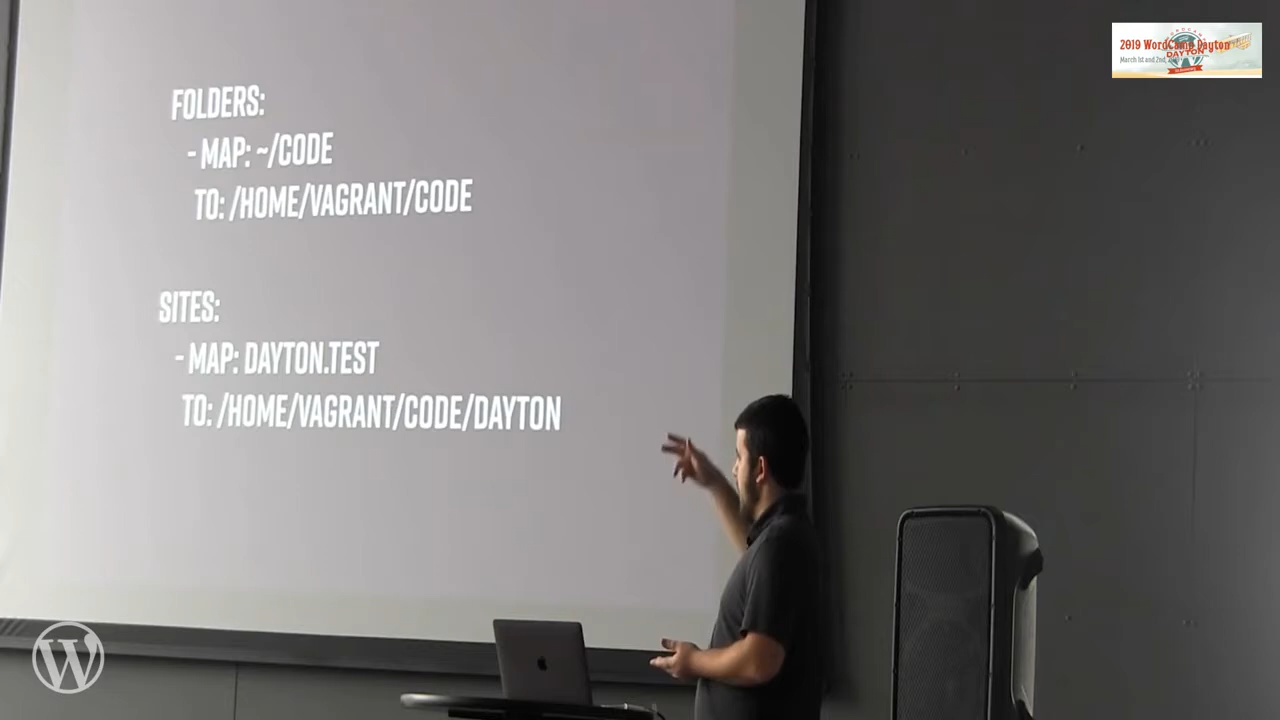 FOLDERS:
- MAP: ~/CODE
TO: /HOME/VAGRANT/CODE
SITES:
- MAP: DAYTON.TEST
TO: /HOME/VAGRANT/CODE/DAYTON
2019 WordCamp Dayton
March 1st and 2nd,
DAYTON